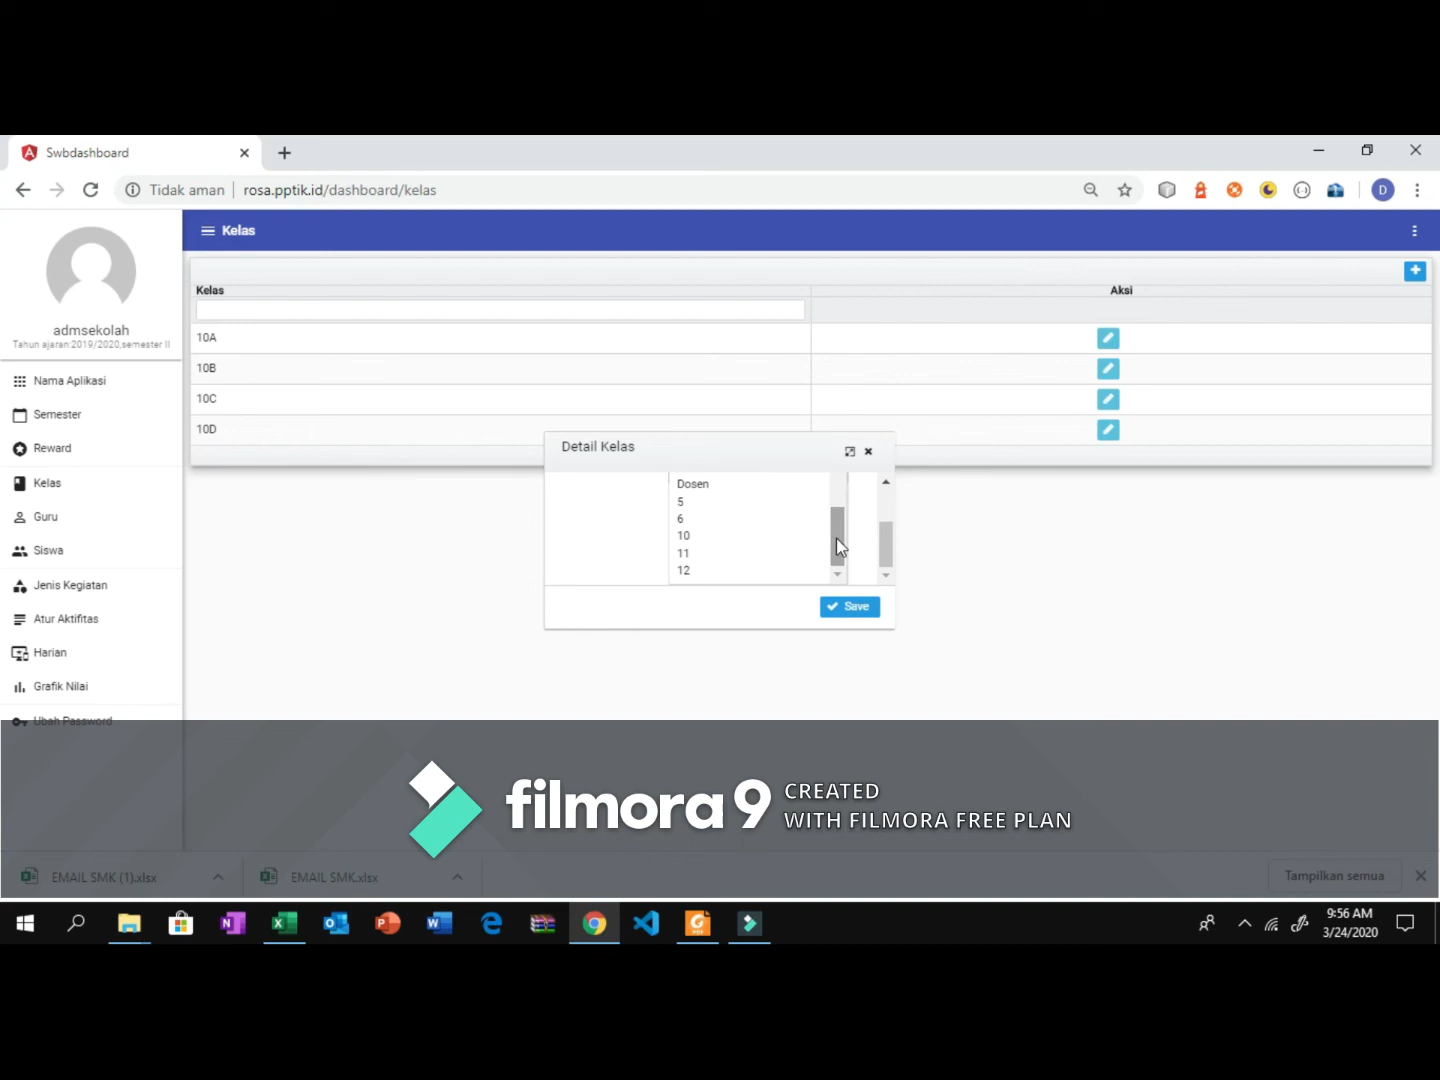 Swbdashboard
Tidak aman
rosa.pptik.id/dashboard/kelas
D
admsekolah
Tahun ajaran:2019/2020,semester II
Nama Aplikasi
Semester
Reward
Kelas
Guru
Siswa
Jenis Kegiatan
Atur Aktifitas
Harian
Grafik Nilai
Ubah Password
Kelas
Kelas
Aksi
10A
10B
10C
10D
Detail Kelas
Dosen
5
6
10
11
12
Save
filmora 9
CREATED
WITH FILMORA FREE PLAN
EMAIL SMK (1).xlsx
EMAIL SMK.xlsx
Tampilkan semua
9:56 AM
3/24/2020